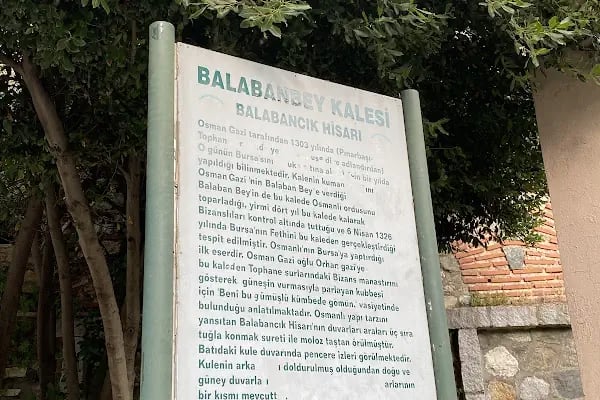 BALABANBEY KALESİ
BALABANCIK HİSARI
Osman Gazi tarafından 1303 yılında (Pınarbaşı-
Tophan
O günün Bursa'sını bir yılda
yapıldığı bilinmektedir. Kalenin kuman
Osman Gazi 'nin Balaban Bey'e verdiği
Balaban Bey'in de bu kalede Osmanlı ordusunu
toparladığı, yirmi dört yıl bu kalede kalarak
Bizanslıları kontrol altında tuttuğu ve 6 Nisan 1326
yılında Bursa'nın Fethini bu kaleden gerçekleştirdiği
tespit edilmiştir. Osmanlı'nın Bursa'ya yaptırdığı
ilk eserdir. Osman Gazi oğlu Orhan gazi'ye
bu kaleden Tophane surlarındaki Bizans manastırını
gösterek güneşin vurmasıyla parlayan kubbesi
için 'Beni bu gümüşlü kümbede gömün.' vasiyetinde
bulunduğu anlatılmaktadır. Osmanlı yapı tarzını
yansıtan Balabancık Hisarı'nın duvarları araları üç sıra
tuğla konmak sureti ile moloz taştan örülmüştür.
Batıdaki kule duvarında pencere izleri görülmektedir.
Kulenin arka doldurulmuş olduğundan doğu ve
güney duvarla arlarının
bir kısmı mevcutt